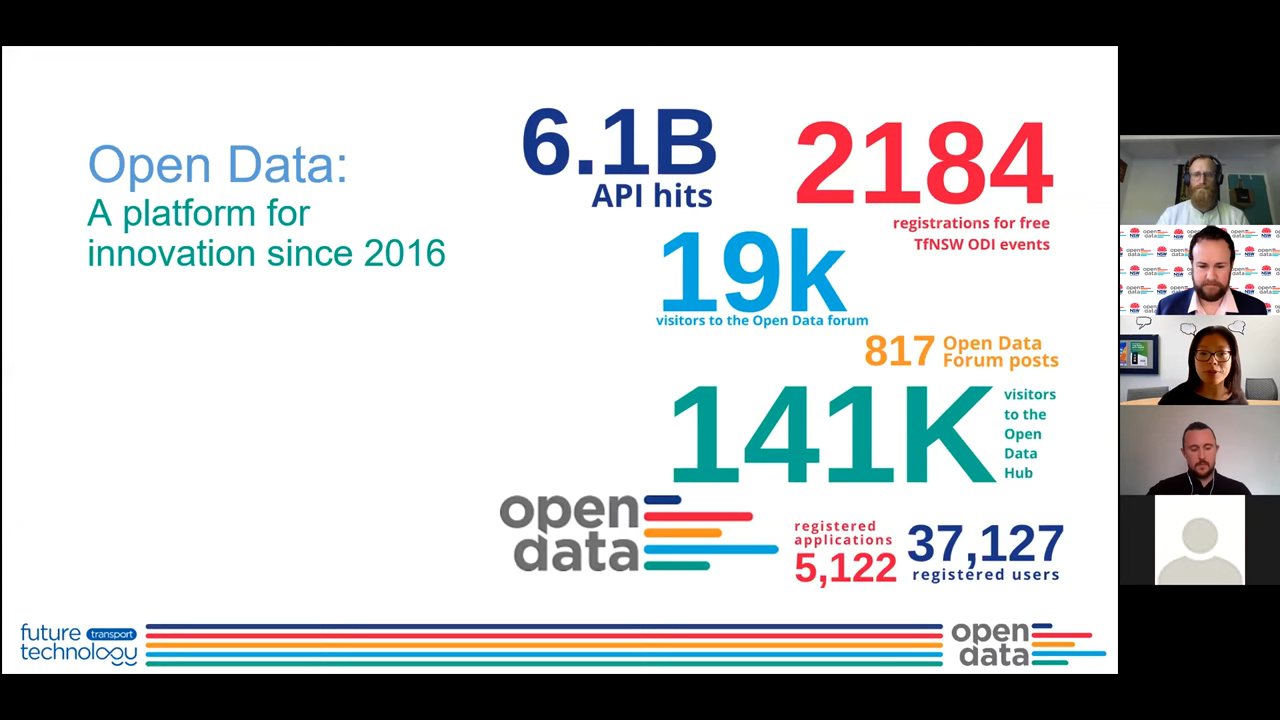 Open Data:
A platform for
innovation since 2016
6.1B
API hits
2184
registrations for free
TfNSW ODI events
19k
visitors to the Open Data forum
817
Open Data
Forum posts
141K
visitors
to the
Open
Data
Hub
open
data
registered
applications
5,122
37,127
registered users
future transport
technology
open
data